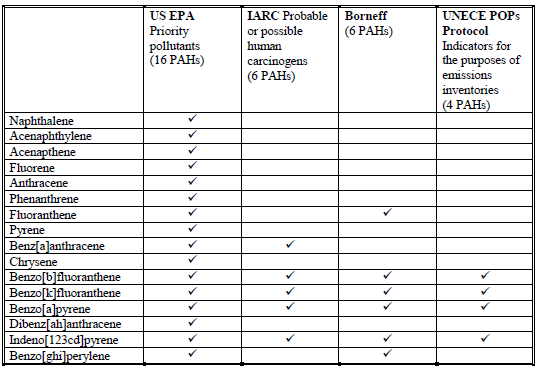 US EPA
Priority
pollutants
(16 PAHs)
IARC Probable
or possible
human
carcinogens
(6 PAHs)
Borneff
(6 PAHs)
UNECE POPs
Protocol
Indicators for
the purposes of
emissions
inventories
(4 PAHs)
Naphthalene ✓
Acenaphthylene ✓
Acenapthene ✓
Fluorene ✓
Anthracene ✓
Phenanthrene ✓
Fluoranthene ✓ ✓
Pyrene ✓
Benz[a]anthracene ✓ ✓
Chrysene ✓
Benzo[b]fluoranthene ✓ ✓ ✓ ✓
Benzo[k]fluoranthene ✓ ✓ ✓ ✓
Benzo[a]pyrene ✓ ✓ ✓ ✓
Dibenz[ah]anthracene ✓
Indeno[123cd]pyrene ✓ ✓ ✓ ✓
Benzo[ghi]perylene ✓ ✓